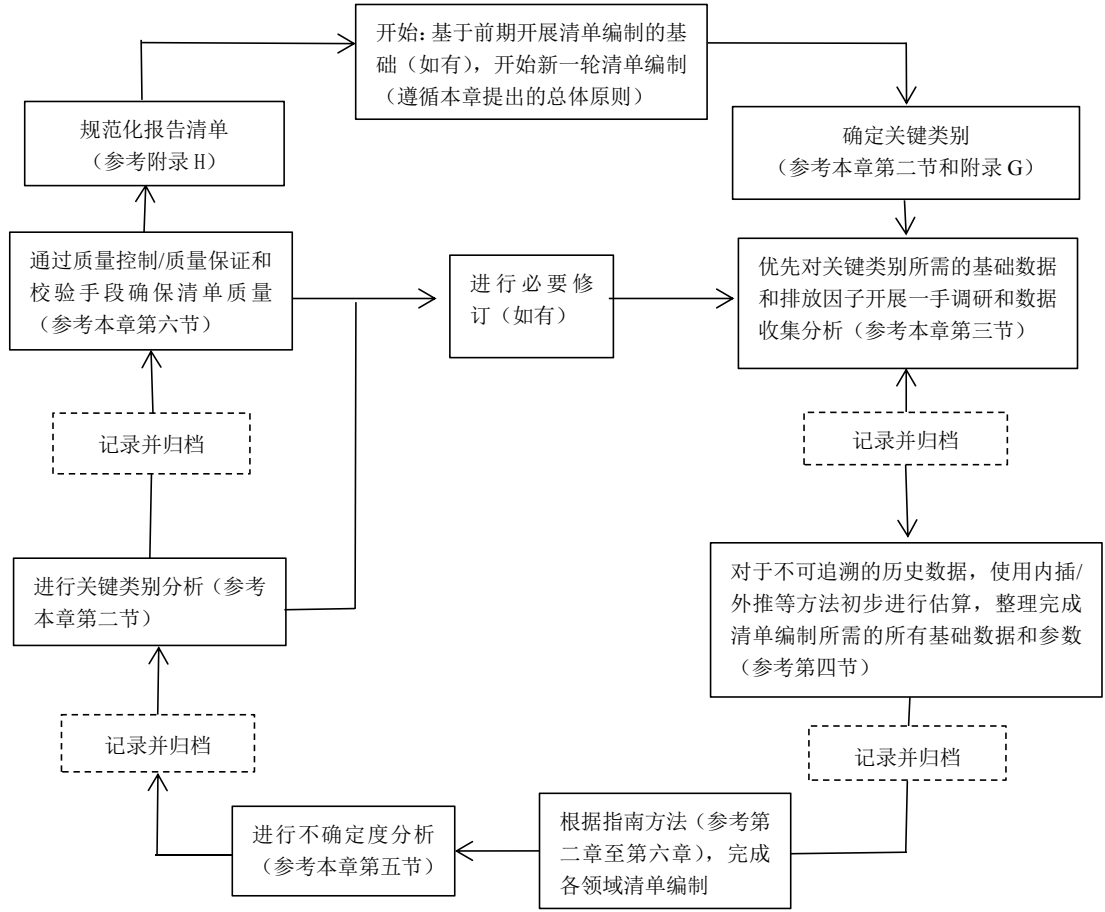 开始：基于前期开展清单编制的基
础（如有），开始新一轮清单编制
（遵循本章提出的总体原则）
规范化报告清单
（参考附录 H）
确定关键类别
（参考本章第二节和附录 G）
通过质量控制/质量保证和
校验手段确保清单质量
（参考本章第六节）
进行必要修
订（如有）
优先对关键类别所需的基础数据
和排放因子开展一手调研和数据
收集分析（参考本章第三节）
记录并归档
记录并归档
进行关键类别分析（参考
本章第二节）
对于不可追溯的历史数据，使用内插/
外推等方法初步进行估算，整理完成
清单编制所需的所有基础数据和参数
（参考第四节）
记录并归档
记录并归档
进行不确定度分析
（参考本章第五节）
根据指南方法（参考第
二章至第六章），完成
各领域清单编制